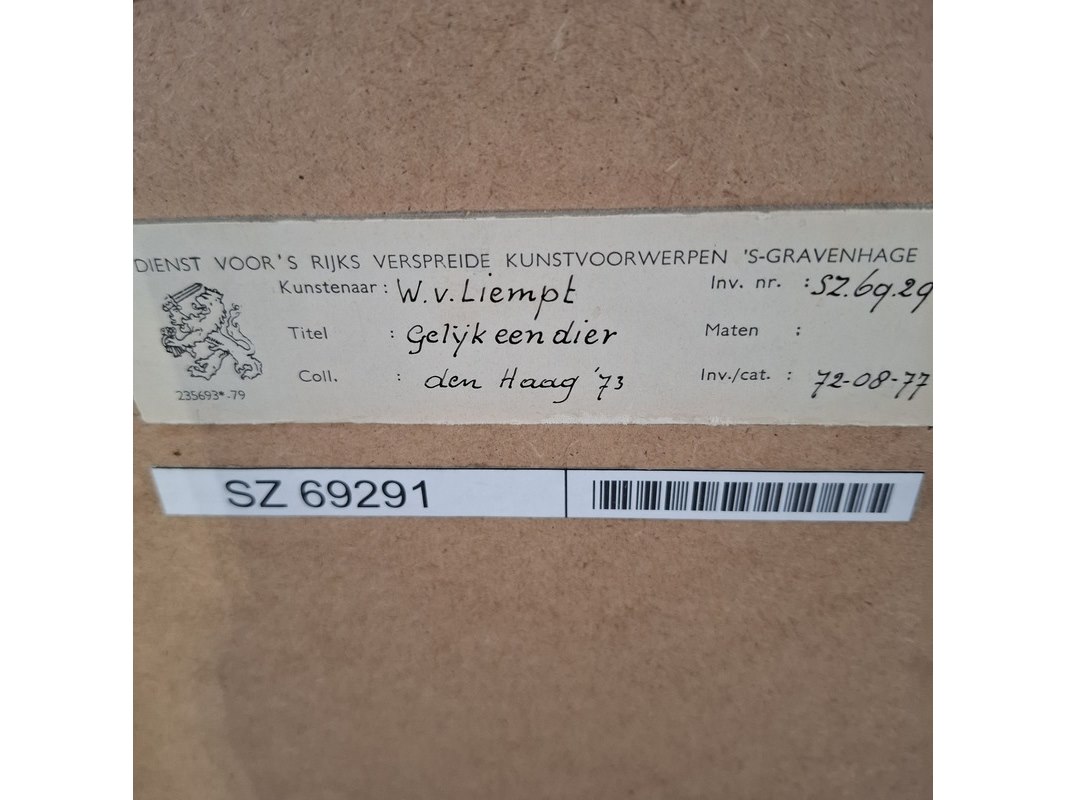 DIENST VOOR'S RIJKS VERSPREIDE KUNSTVOORWERPEN 'S-GRAVENHAGE
Kunstenaar : W.v.Liempt Inv. nr. : SZ.69.29
Titel : Gelijk een dier Maten :
Coll. : den Haag '73 Inv./cat. : 72-08-77
235693*-79
SZ 69291